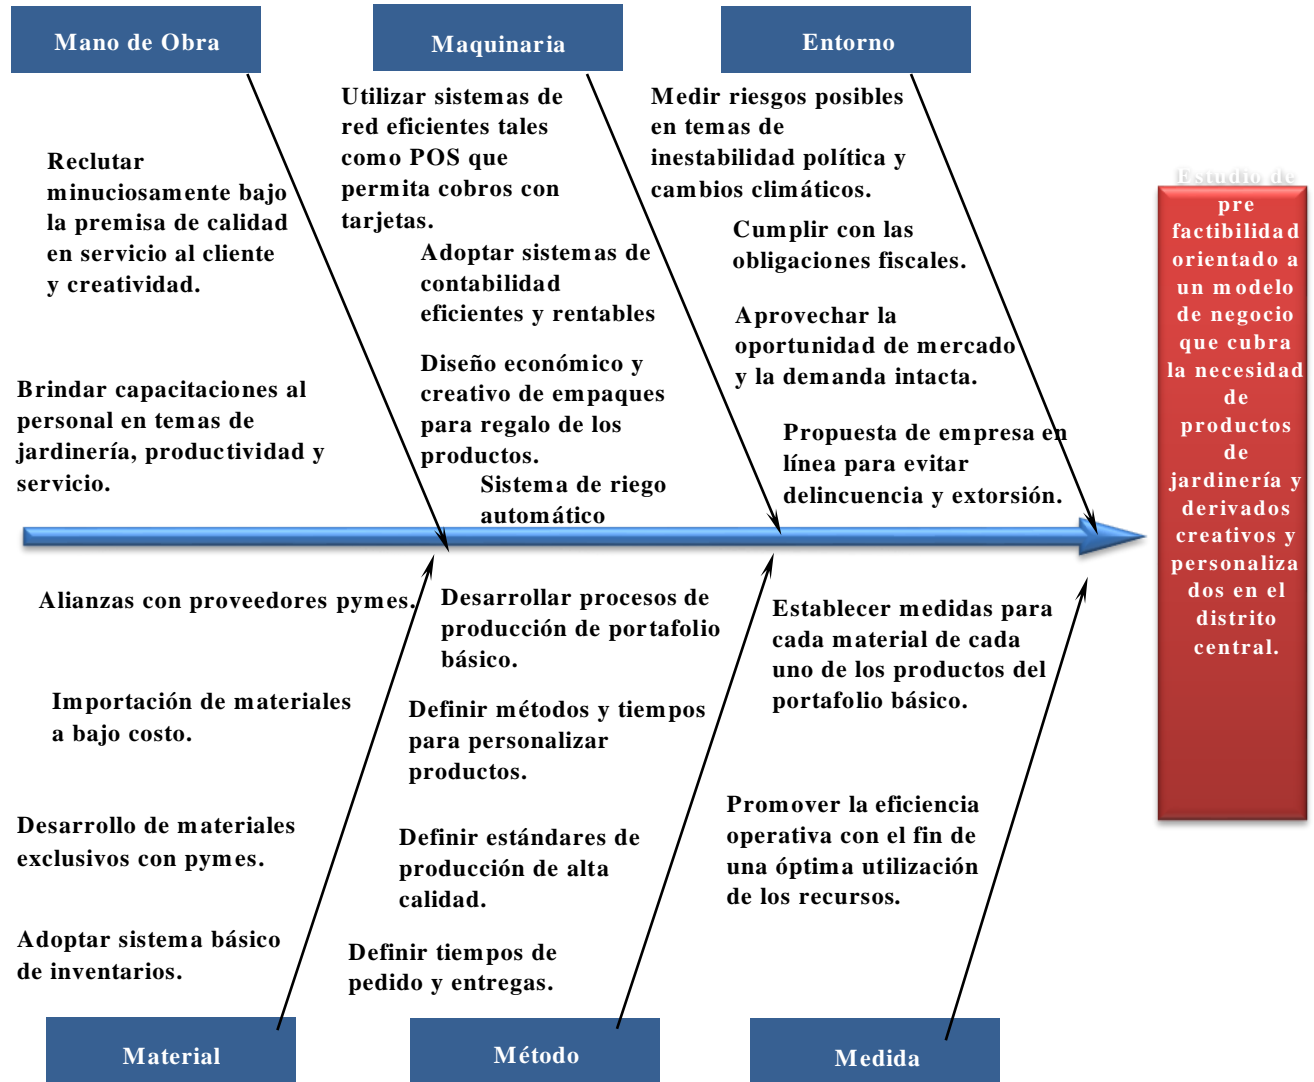 Mano de Obra
Maquinaria
Entorno
Reclutar
minuciosamente bajo
la premisa de calidad
en servicio al cliente
y creatividad.
Brindar capacitaciones al
personal en temas de
jardinería, productividad y
servicio.
Utilizar sistemas de
red eficientes tales
como POS que
permita cobros con
tarjetas.
Adoptar sistemas de
contabilidad
eficientes y rentables
Diseño económico y
creativo de empaques
para regalo de los
productos.
Sistema de riego
automático
Medir riesgos posibles
en temas de
inestabilidad política y
cambios climáticos.
Cumplir con las
obligaciones fiscales.
Aprovechar la
oportunidad de mercado
y la demanda intacta.
Propuesta de empresa en
línea para evitar
delincuencia y extorsión.
Estudio de
pre
factibilidad
orientado a
un modelo
de negocio
que cubra
la necesidad
de
productos
de
jardinería y
derivados
creativos y
personaliza
dos en el
distrito
central.
Alianzas con proveedores pymes.
Importación de materiales
a bajo costo.
Desarrollo de materiales
exclusivos con pymes.
Adoptar sistema básico
de inventarios.
Desarrollar procesos de
producción de portafolio
básico.
Definir métodos y tiempos
para personalizar
productos.
Definir estándares de
producción de alta
calidad.
Definir tiempos de
pedido y entregas.
Establecer medidas para
cada material de cada
uno de los productos del
portafolio básico.
Promover la eficiencia
operativa con el fin de
una óptima utilización
de los recursos.
Material
Método
Medida